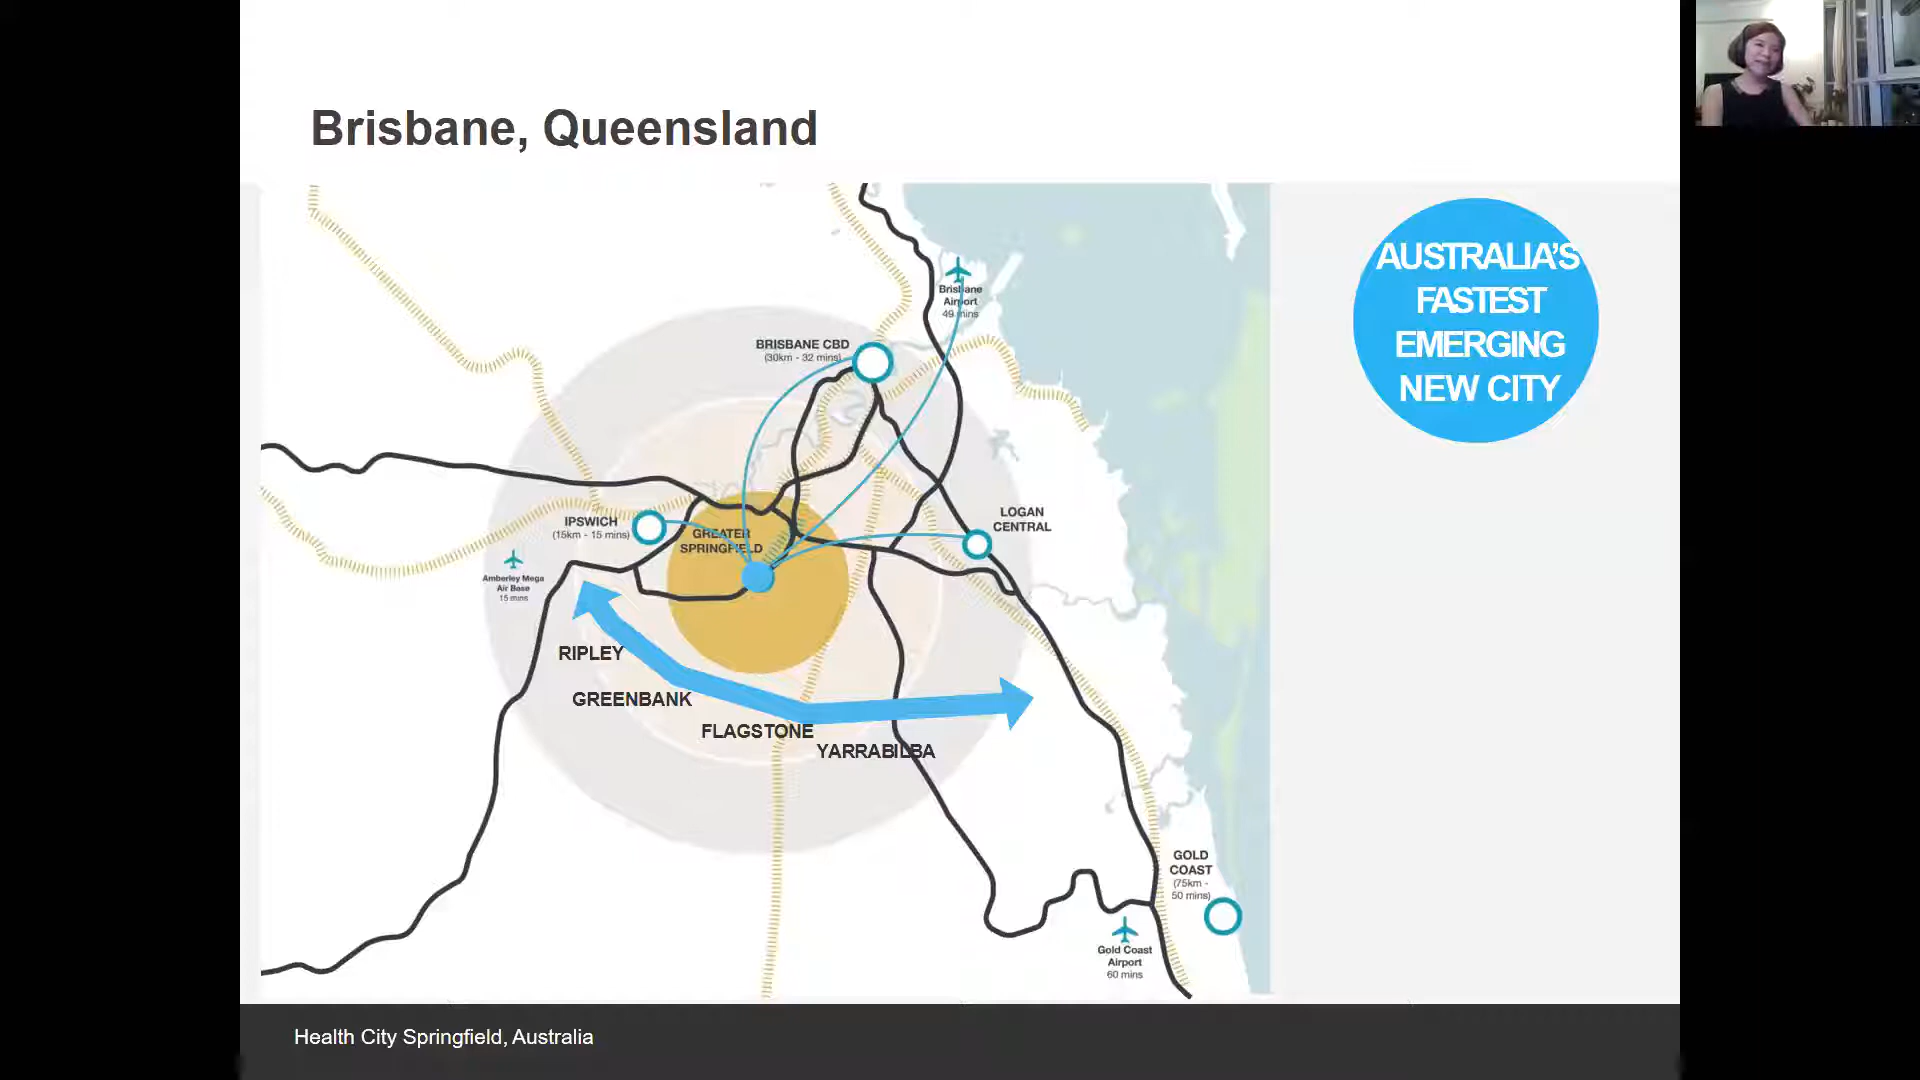 Brisbane, Queensland
AUSTRALIA'S
FASTEST
EMERGING
NEW CITY
Brisbane
Airport
49 mins
BRISBANE CBD
(30km - 32 mins)
IPSWICH
(15km - 15 mins)
GREATER
SPRINGFIELD
LOGAN
CENTRAL
Amberley Mega
Air Base
15 mins
RIPLEY
GREENBANK
FLAGSTONE
YARRABILBA
GOLD
COAST
(75km -
50 mins)
Gold Coast
Airport
60 mins
Health City Springfield, Australia